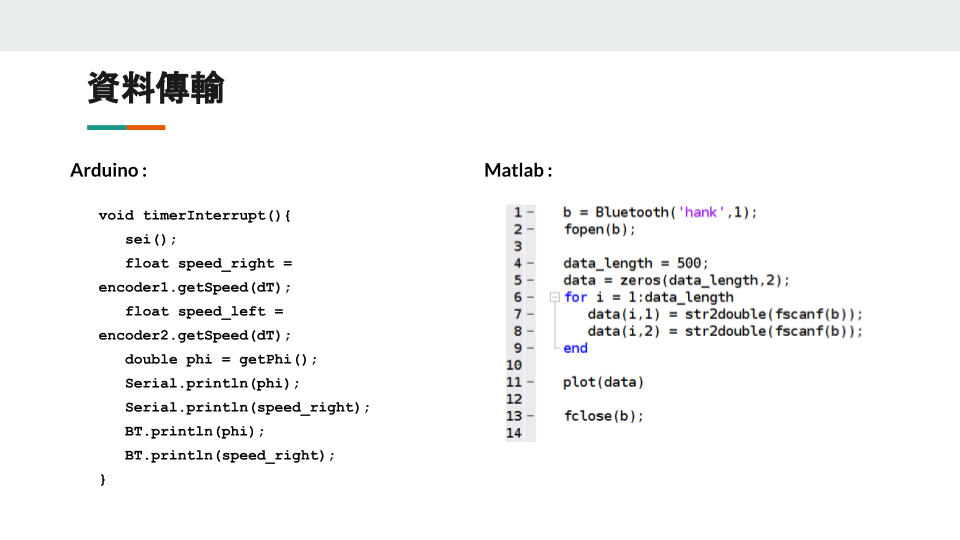 資料傳輸
Arduino :
void timerInterrupt(){
sei();
float speed_right =
encoder1.getSpeed(dT);
float speed_left =
encoder2.getSpeed(dT);
double phi = getPhi();
Serial.println(phi);
Serial.println(speed_right);
BT.println(phi);
BT.println(speed_right);
}
Matlab :
1 – b = Bluetooth('hank',1);
2 – fopen(b);
3
4 – data_length = 500;
5 – data = zeros(data_length,2);
6 – for i = 1:data_length
7 – data(i,1) = str2double(fscanf(b));
8 – data(i,2) = str2double(fscanf(b));
9 – end
10
11 – plot(data)
12
13 – fclose(b);
14